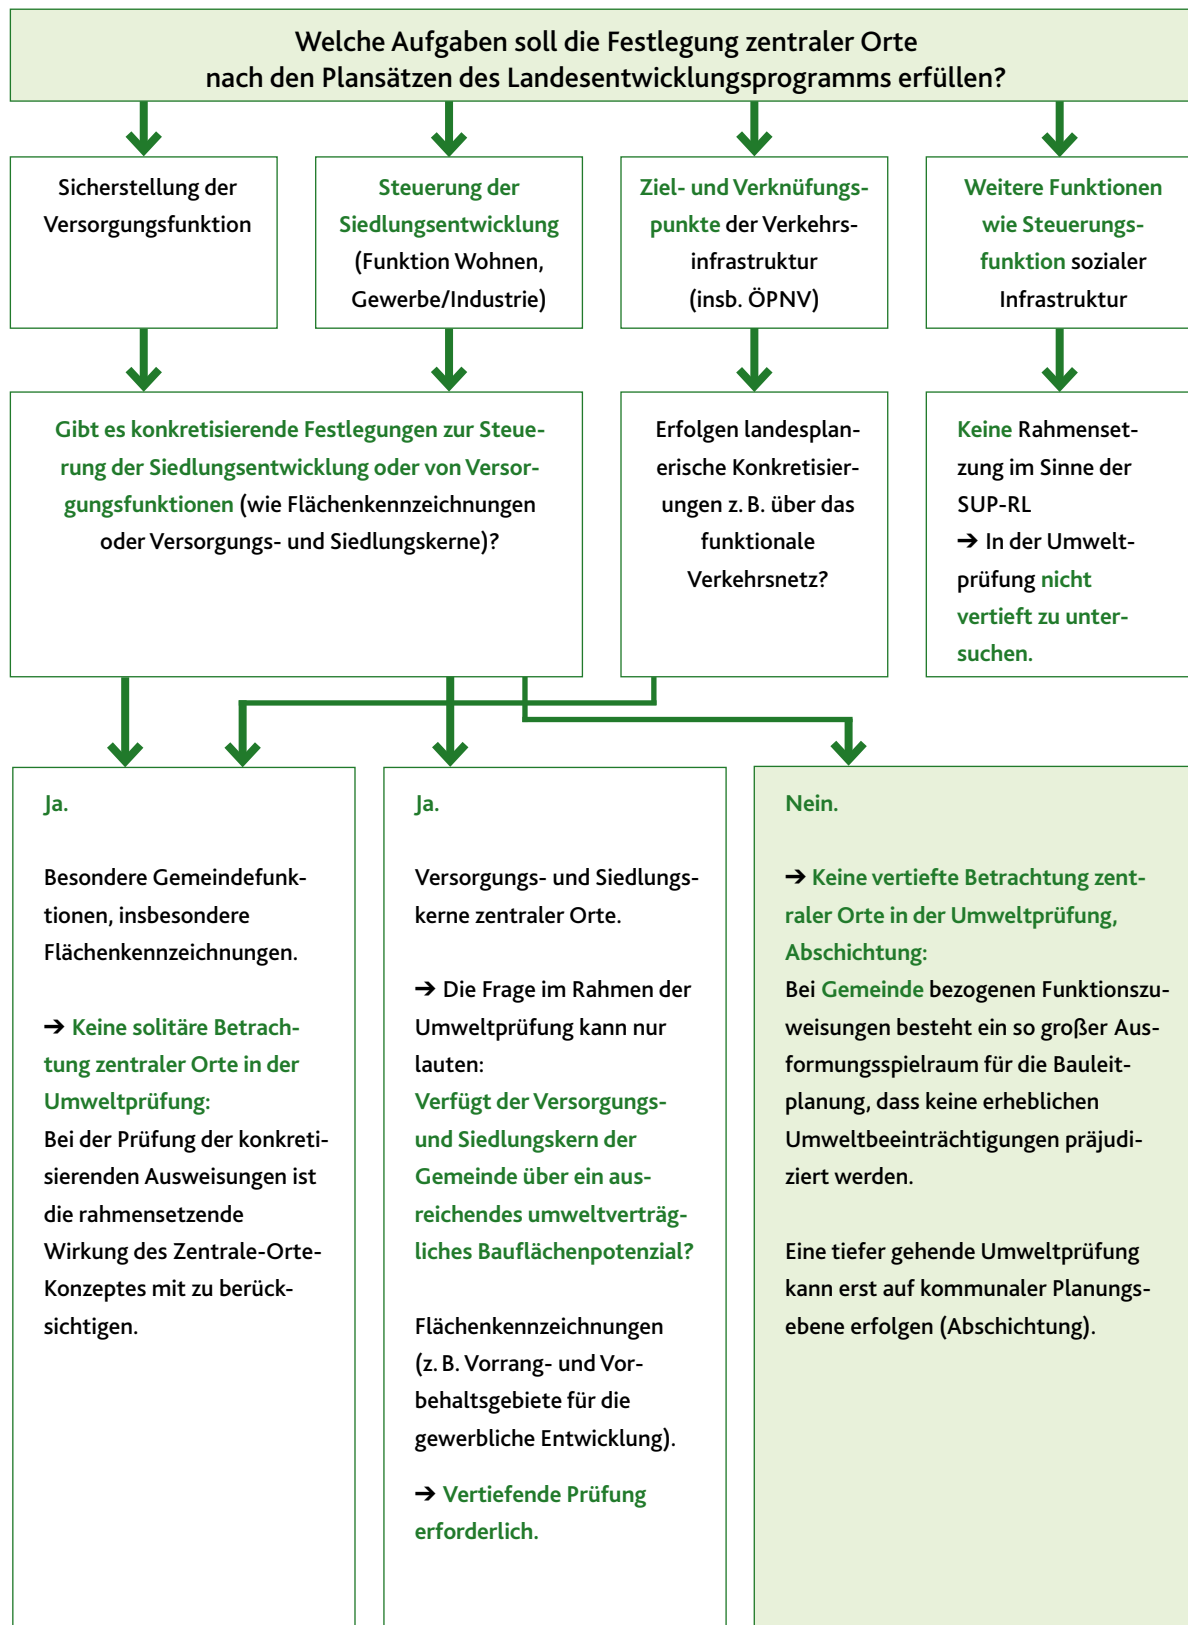 Welche Aufgaben soll die Festlegung zentraler Orte
nach den Plansätzen des Landesentwicklungsprogramms erfüllen?
Sicherstellung der
Versorgungsfunktion
Steuerung der
Siedlungsentwicklung
(Funktion Wohnen,
Gewerbe/Industrie)
Ziel- und Verknüfungs-
punkte der Verkehrs-
infrastruktur
(insb. ÖPNV)
Weitere Funktionen
wie Steuerungs-
funktion sozialer
Infrastruktur
Gibt es konkretisierende Festlegungen zur Steue-
rung der Siedlungsentwicklung oder von Versor-
gungsfunktionen (wie Flächenkennzeichnungen
oder Versorgungs- und Siedlungskerne)?
Erfolgen landesplan-
erische Konkretisier-
ungen z. B. über das
funktionale
Verkehrsnetz?
Keine Rahmenset-
zung im Sinne der
SUP-RL
➔ In der Umwelt-
prüfung nicht
vertieft zu unter-
suchen.
Ja.
Besondere Gemeindefunk-
tionen, insbesondere
Flächenkennzeichnungen.
➔ Keine solitäre Betrach-
tung zentraler Orte in der
Umweltprüfung:
Bei der Prüfung der konkreti-
sierenden Ausweisungen ist
die rahmensetzende
Wirkung des Zentrale-Orte-
Konzeptes mit zu berück-
sichtigen.
Ja.
Versorgungs- und Siedlungs-
kerne zentraler Orte.
➔ Die Frage im Rahmen der
Umweltprüfung kann nur
lauten:
Verfügt der Versorgungs-
und Siedlungskern der
Gemeinde über ein aus-
reichendes umweltverträg-
liches Bauflächenpotenzial?
Flächenkennzeichnungen
(z. B. Vorrang- und Vor-
behaltsgebiete für die
gewerbliche Entwicklung).
➔ Vertiefende Prüfung
erforderlich.
Nein.
➔ Keine vertiefte Betrachtung zent-
raler Orte in der Umweltprüfung,
Abschichtung:
Bei Gemeinde bezogenen Funktionszu-
weisungen besteht ein so großer Aus-
formungsspielraum für die Bauleit-
planung, dass keine erheblichen
Umweltbeeinträchtigungen präjudi-
ziert werden.
Eine tiefer gehende Umweltprüfung
kann erst auf kommunaler Planungs-
ebene erfolgen (Abschichtung).